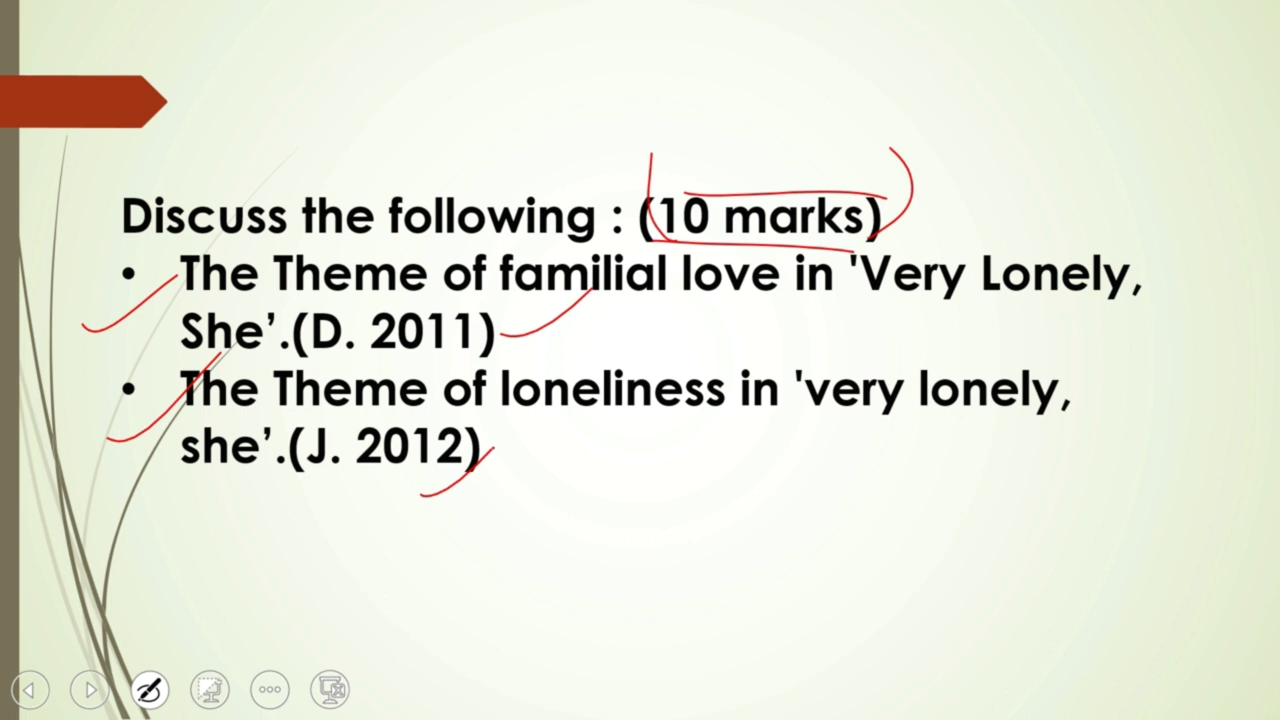 Discuss the following : (10 marks)
• The Theme of familial love in 'Very Lonely,
She’.(D. 2011)
• The Theme of loneliness in 'very lonely,
she’.(J. 2012)